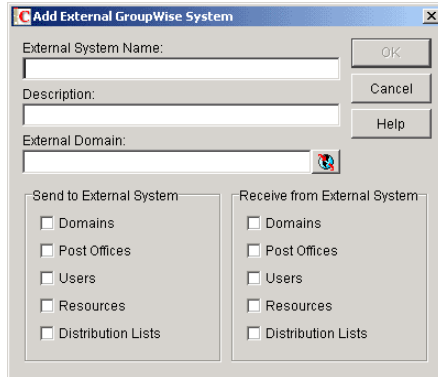 Add External GroupWise System
External System Name:
OK
Description:
Cancel
Help
External Domain:
Send to External System
Domains
Post Offices
Users
Resources
Distribution Lists
Receive from External System
Domains
Post Offices
Users
Resources
Distribution Lists